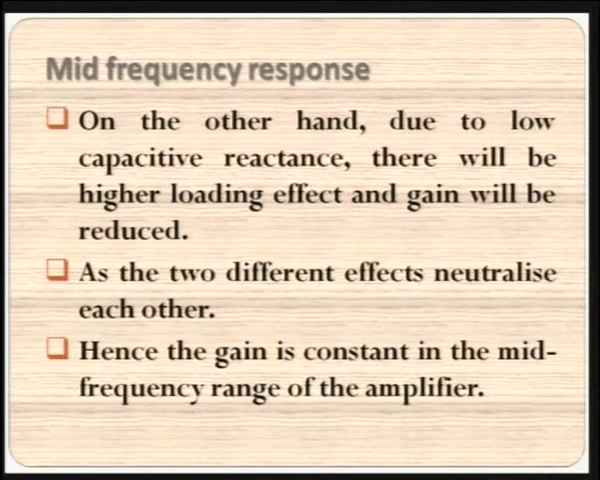 Mid frequency response
On the other hand, due to low
capacitive reactance, there will be
higher loading effect and gain will be
reduced.
As the two different effects neutralise
each other.
Hence the gain is constant in the mid-
frequency range of the amplifier.